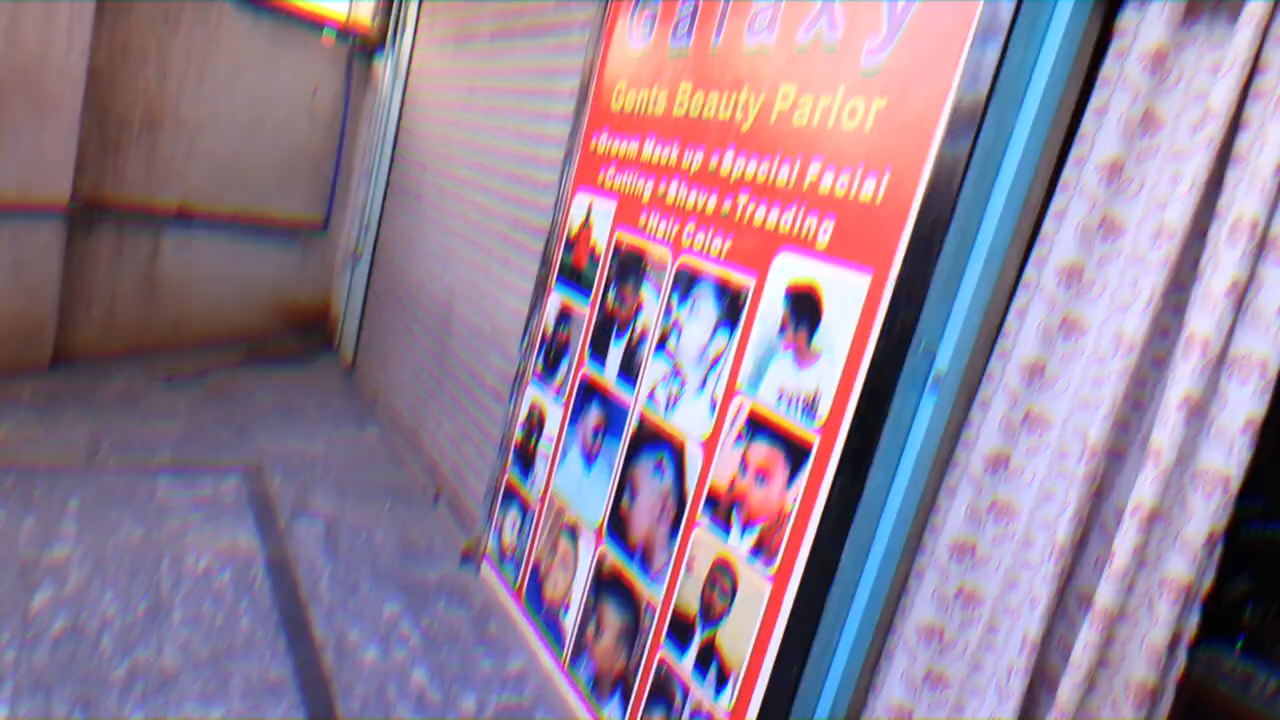 Galaxy
Gents Beauty Parlor
*Groom Mack up *Special Facial
*Cutting *Shave *Treading
*Hair Color